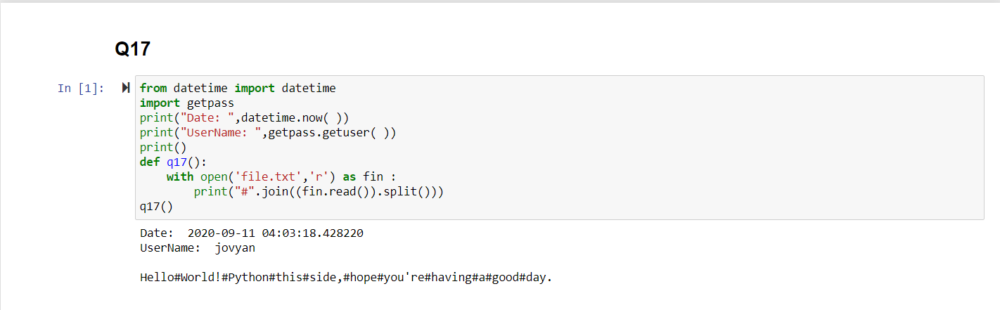 Q17
In [1]:
from datetime import datetime
import getpass
print("Date: ",datetime.now( ))
print("UserName: ",getpass.getuser( ))
print()
def q17():
    with open('file.txt','r') as fin :
        print("#".join((fin.read()).split()))
q17()
Date:  2020-09-11 04:03:18.428220
UserName:  jovyan
Hello#World!#Python#this#side,#hope#you're#having#a#good#day.